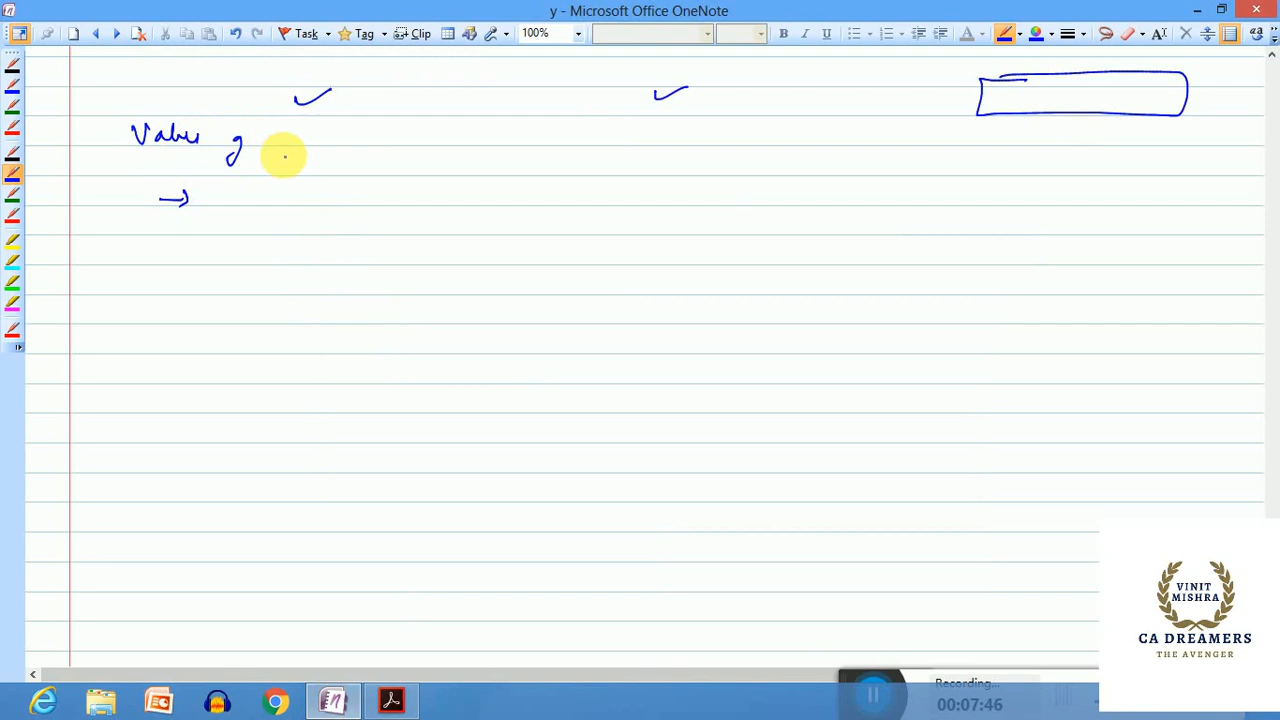 y - Microsoft Office OneNote
Task Tag Clip 100% B I U
Value
VINIT
MISHRA
CA DREAMERS
THE AVENGER
Recording...
00:07:46